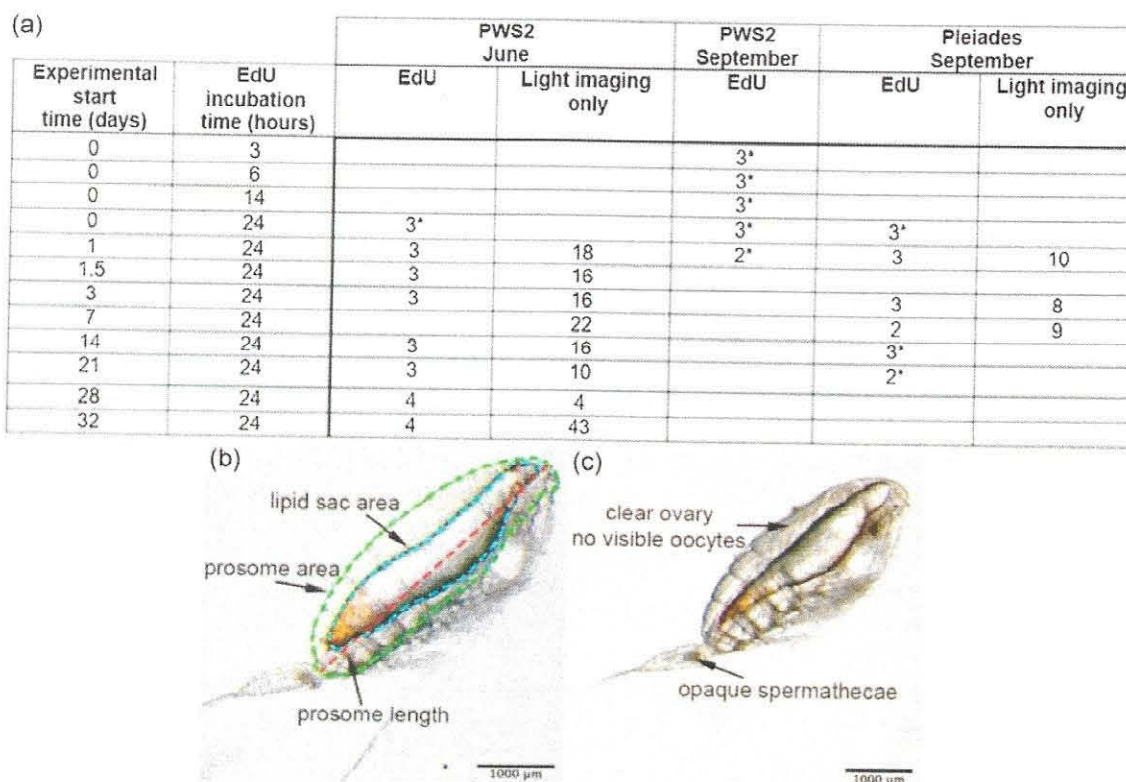 (a)
PWS2 June | PWS2 September | Pleiades September
Experimental start time (days) | EdU incubation time (hours) | EdU | Light imaging only | EdU | EdU | Light imaging only
0 | 3 | | | 3* | |
0 | 6 | | | 3* | |
0 | 14 | | | 3* | |
0 | 24 | 3* | | 3* | 3* |
1 | 24 | 3 | 18 | 2* | 3 | 10
1.5 | 24 | 3 | 16 | | |
3 | 24 | 3 | 16 | | 3 | 8
7 | 24 | | 22 | | 2 | 9
14 | 24 | 3 | 16 | | 3* |
21 | 24 | 3 | 10 | | 2* |
28 | 24 | 4 | 4 | | |
32 | 24 | 4 | 43 | | |
(b)
lipid sac area
prosome area
prosome length
1000 µm
(c)
clear ovary
no visible oocytes
opaque spermathecae
1000 µm